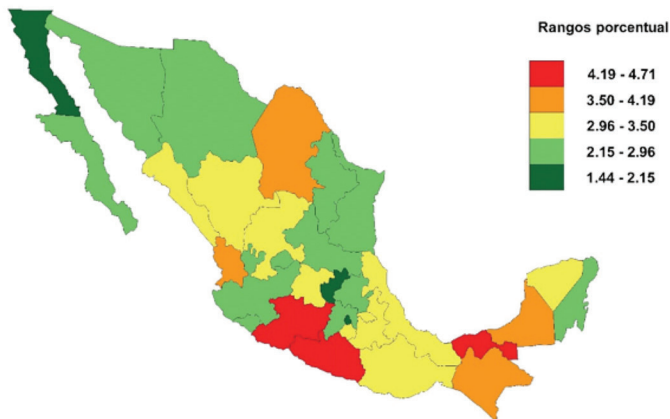 Rangos porcentual
4.19 - 4.71
3.50 - 4.19
2.96 - 3.50
2.15 - 2.96
1.44 - 2.15